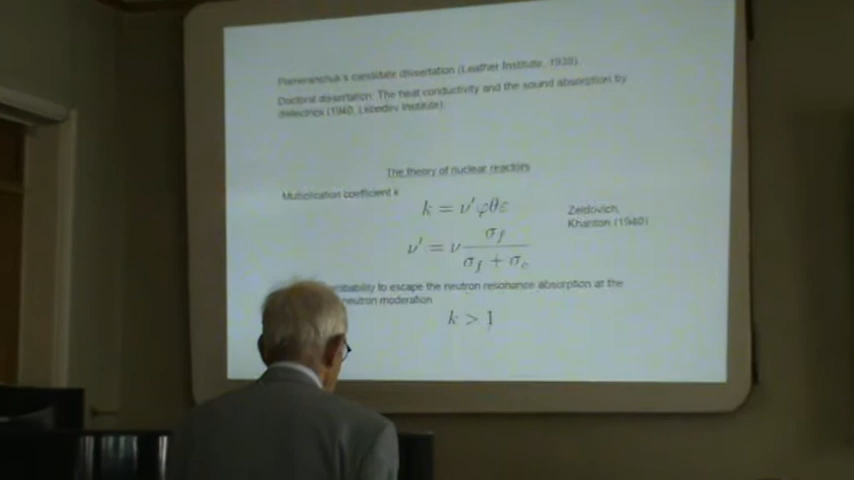 Pomeranchuk's candidate dissertation (Leather Institute, 1938).
Doctoral dissertation: The heat conductivity and the sound absorption by
dielectrics (1940, Lebedev Institute).
The theory of nuclear reactors
Multiplication coefficient k
k = ν′φθε
Zeldovich,
Khariton (1940)
ν′ = ν σf / (σf + σc)
to escape the neutron resonance absorption at the
neutron moderation
k > 1